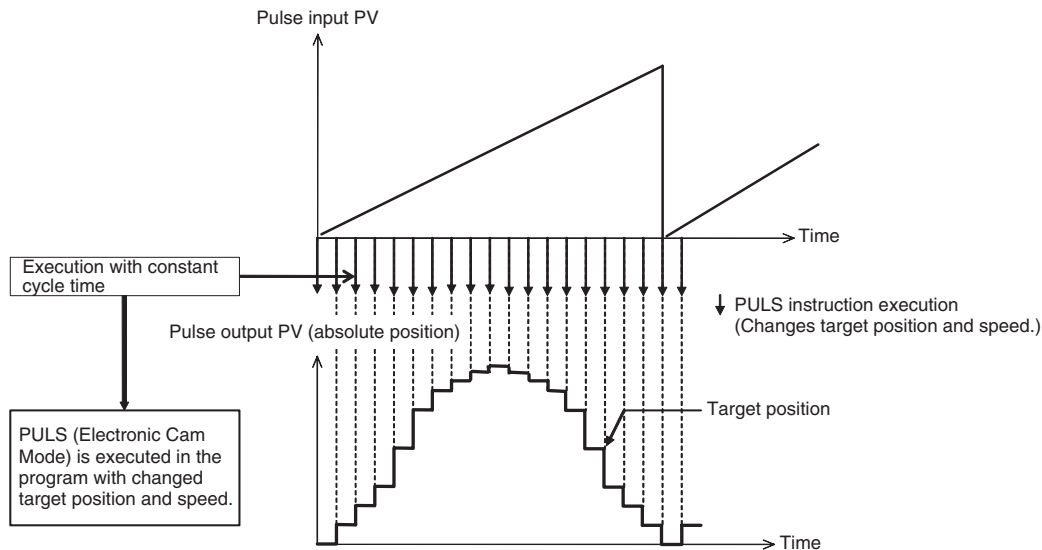 Pulse input PV
Time
Execution with constant
cycle time
PULS instruction execution
(Changes target position and speed.)
Pulse output PV (absolute position)
Target position
PULS (Electronic Cam
Mode) is executed in the
program with changed
target position and speed.
Time